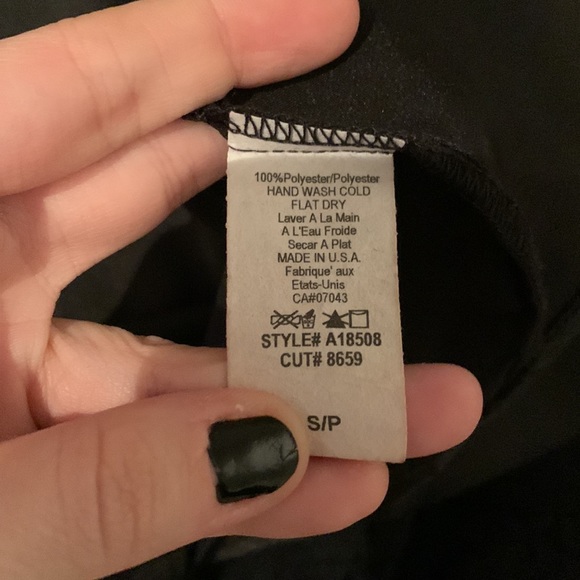 100%Polyester/Polyester
HAND WASH COLD
FLAT DRY
Laver A La Main
A L'Eau Froide
Secar A Plat
MADE IN U.S.A.
Fabrique' aux
Etats-Unis
CA#07043
STYLE# A18508
CUT# 8659
S/P